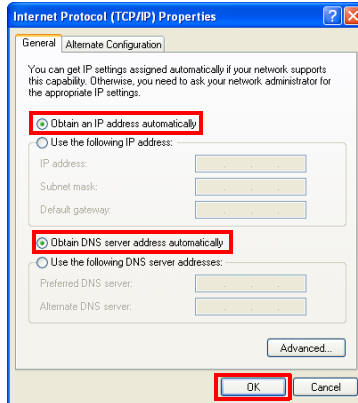 Internet Protocol (TCP/IP) Properties
General
Alternate Configuration
You can get IP settings assigned automatically if your network supports
this capability. Otherwise, you need to ask your network administrator for
the appropriate IP settings.
Obtain an IP address automatically
Use the following IP address:
IP address:
Subnet mask:
Default gateway:
Obtain DNS server address automatically
Use the following DNS server addresses:
Preferred DNS server:
Alternate DNS server:
Advanced...
OK
Cancel